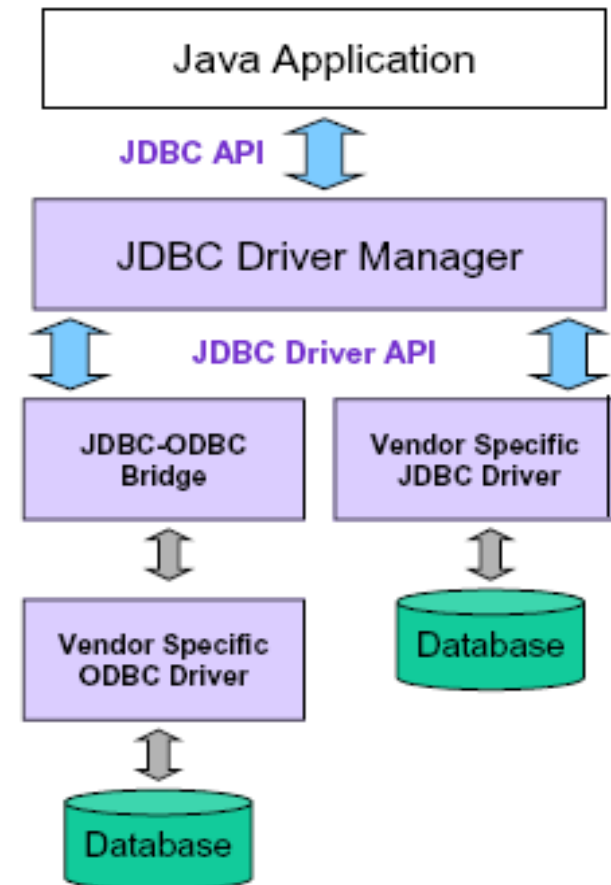 Java Application
JDBC API
JDBC Driver Manager
JDBC Driver API
JDBC-ODBC
Bridge
Vendor Specific
JDBC Driver
Vendor Specific
ODBC Driver
Database
Database